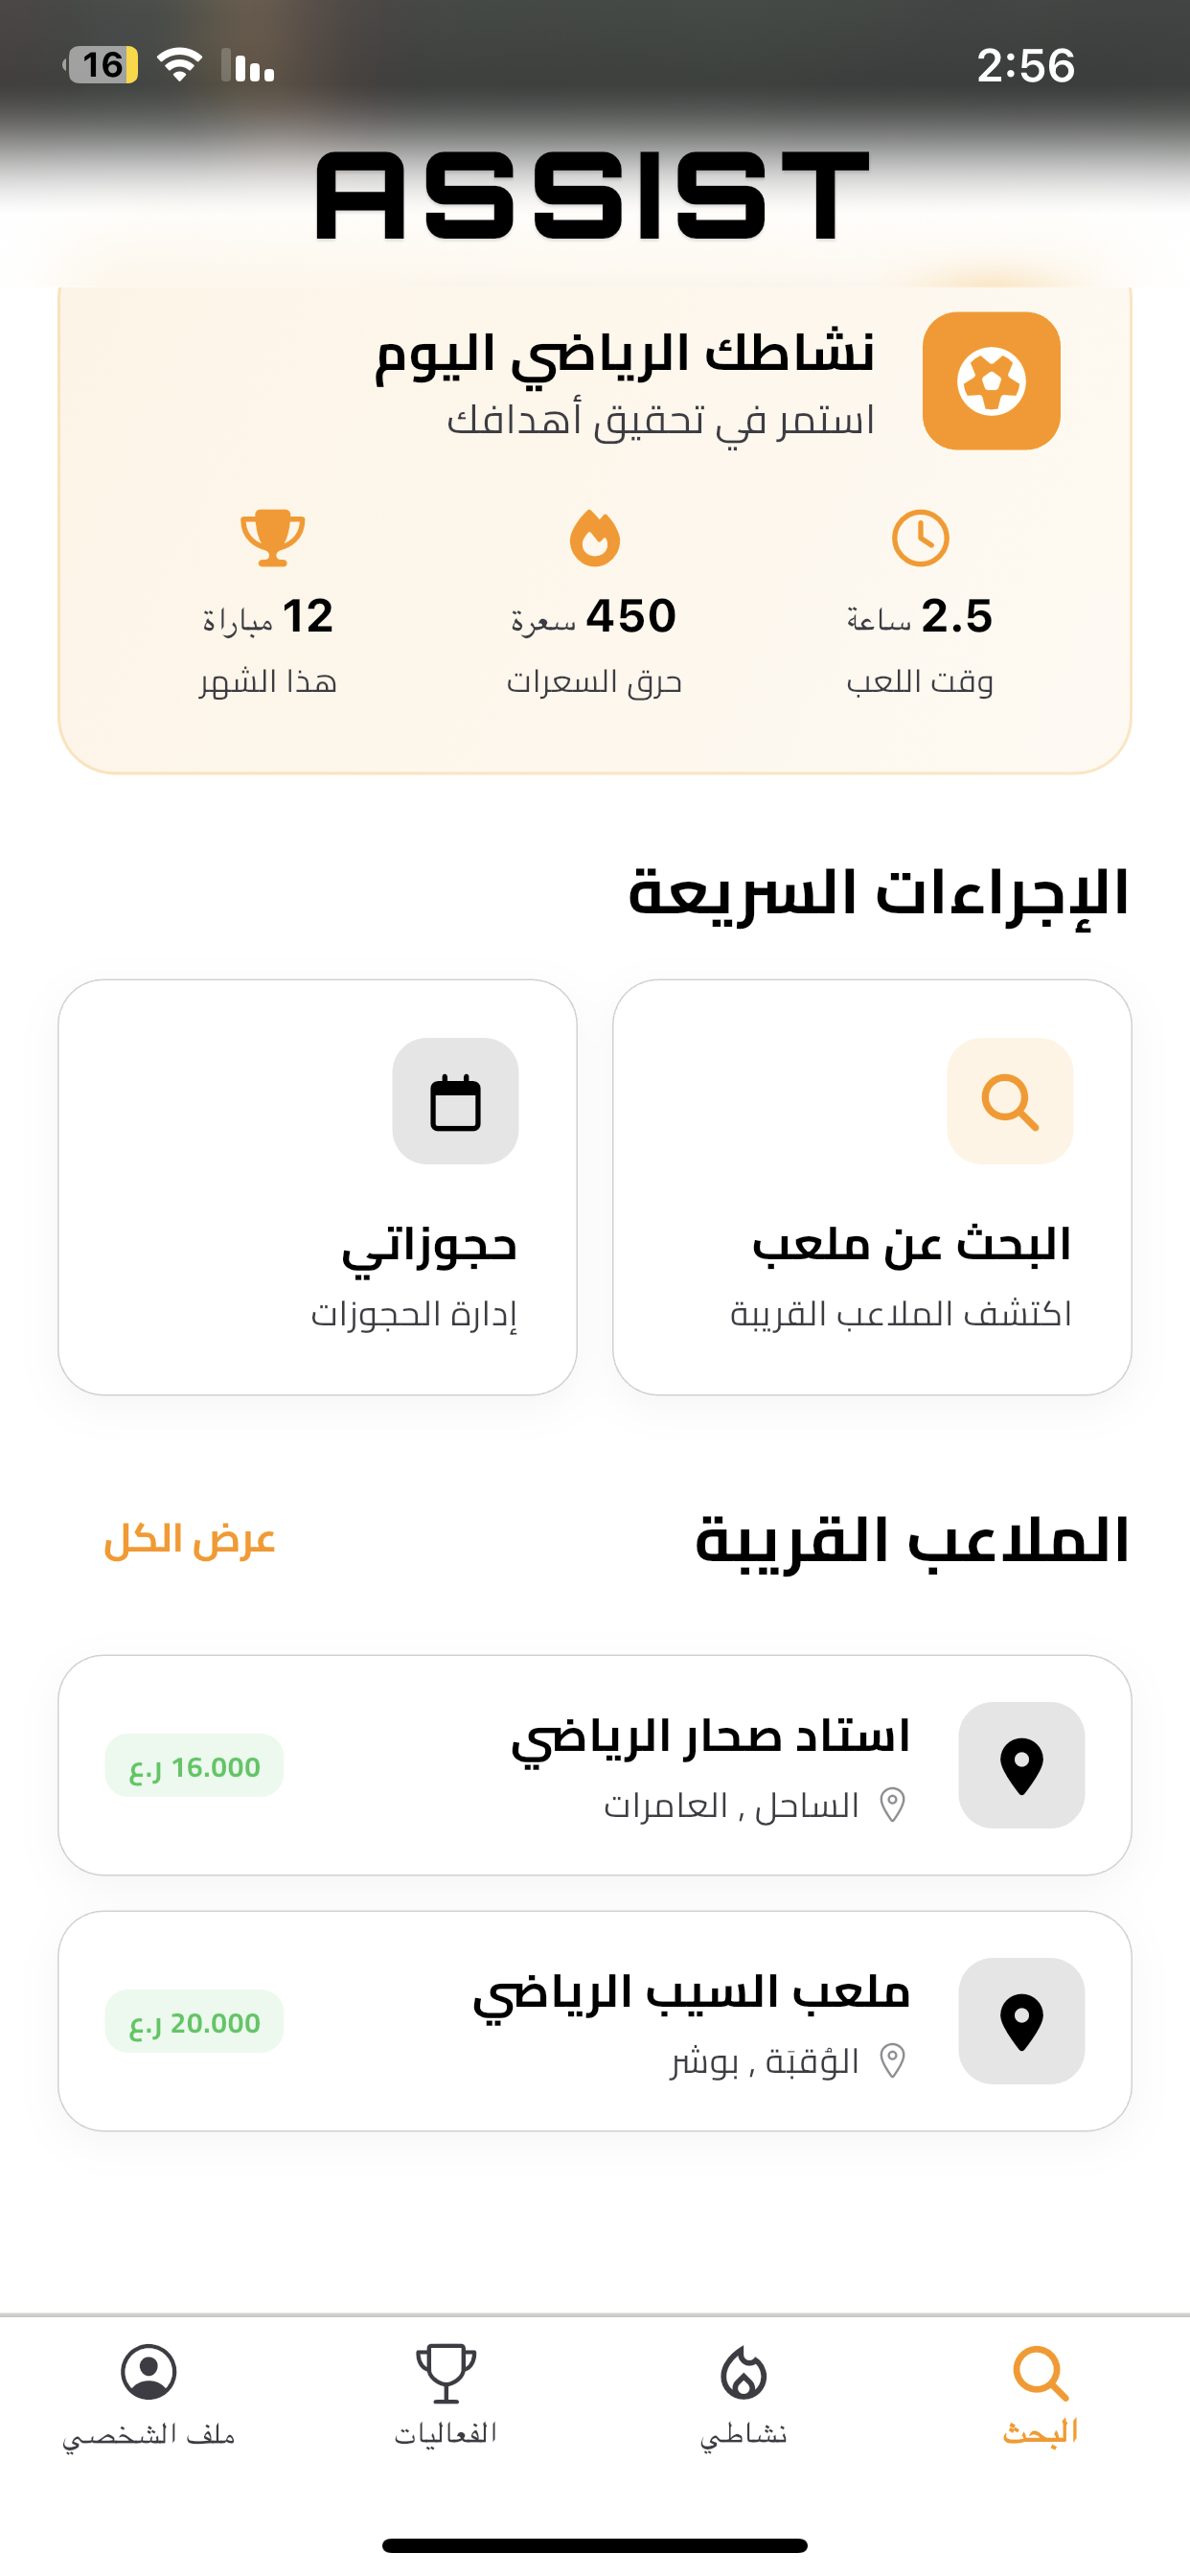 2:56
16
ASSIST
نشاطك الرياضي اليوم
استمر في تحقيق أهدافك
2.5 ساعة
وقت اللعب
450 سعرة
حرق السعرات
12 مباراة
هذا الشهر
الإجراءات السريعة
البحث عن ملعب
اكتشف الملاعب القريبة
حجوزاتي
إدارة الحجوزات
الملاعب القريبة
عرض الكل
استاد صحار الرياضي
الساحل , العامرات
16.000 ر.ع
ملعب السيب الرياضي
الوُقبَة , بوشر
20.000 ر.ع
البحث
نشاطي
الفعاليات
ملف الشخصي